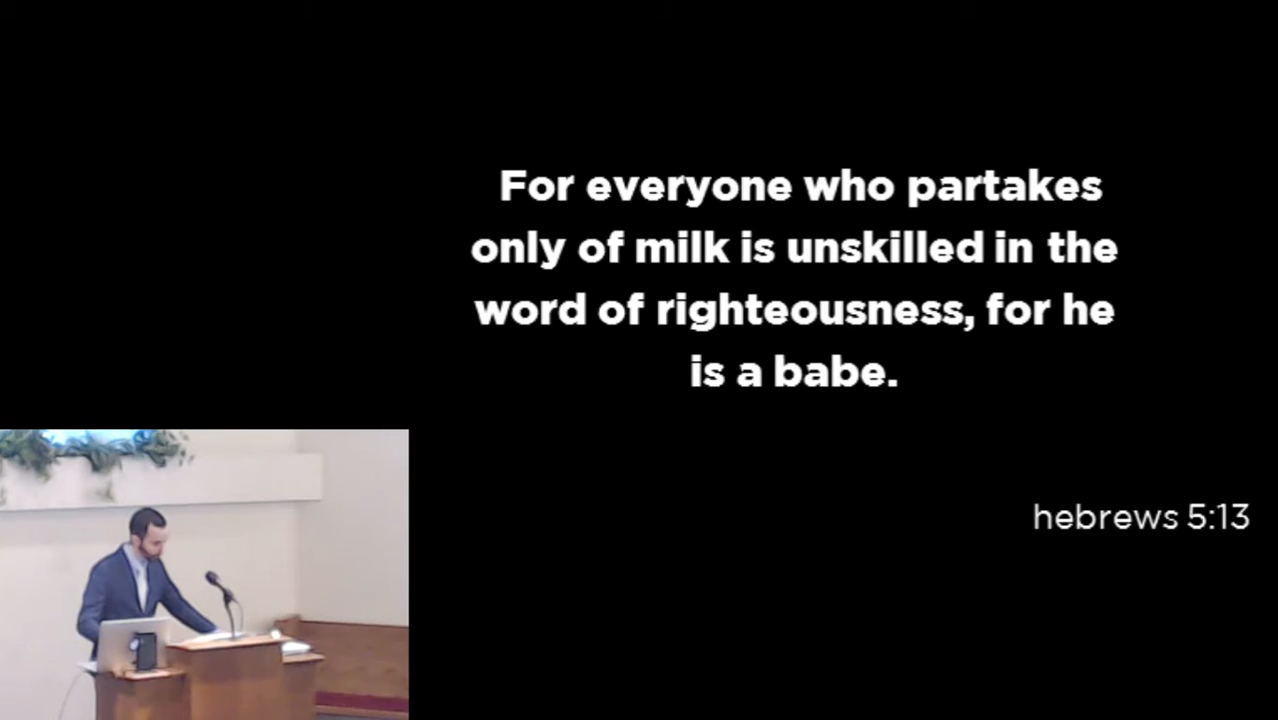 For everyone who partakes
only of milk is unskilled in the
word of righteousness, for he
is a babe.
hebrews 5:13